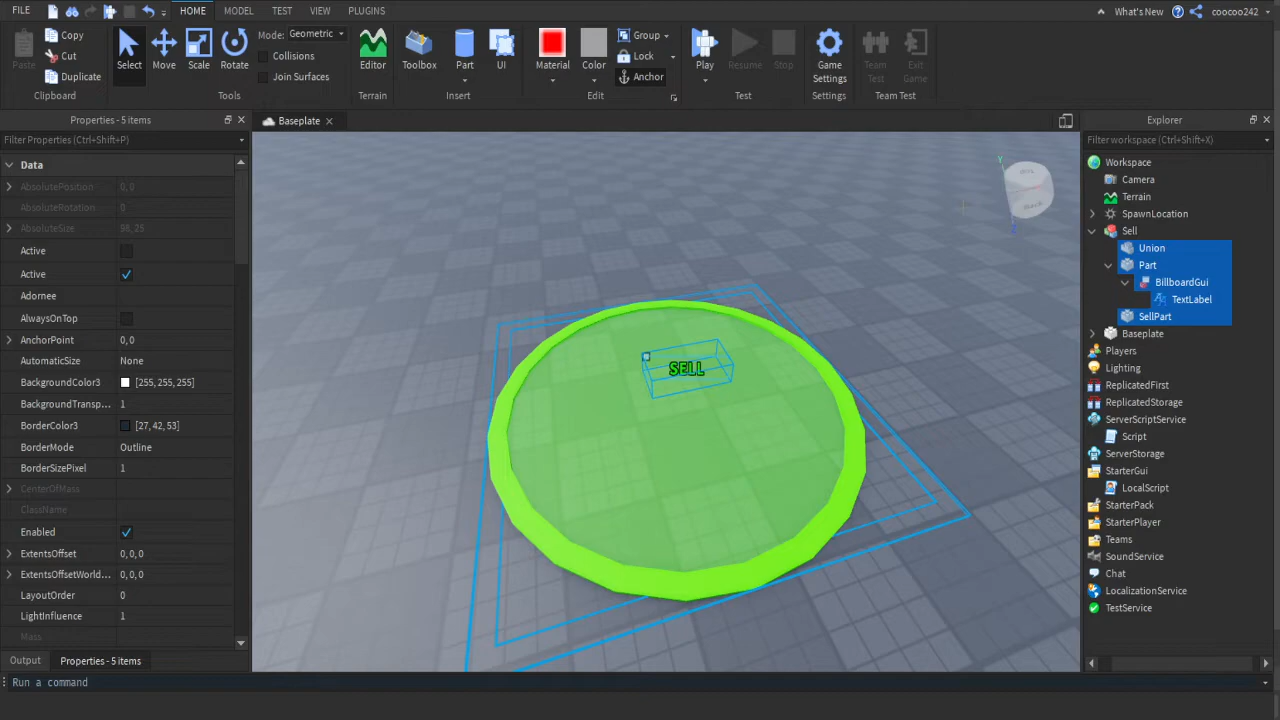 FILE HOME MODEL TEST VIEW PLUGINS What's New coocoo242
Copy Mode: Geometric Group
Cut Collisions Lock
Paste Duplicate Select Move Scale Rotate Join Surfaces Editor Toolbox Part UI Material Color Anchor Play Resume Stop Game Settings Team Test Exit Game
Clipboard Tools Terrain Insert Edit Test Settings Team Test
Properties - 5 items
Filter Properties (Ctrl+Shift+P)
Data
AbsolutePosition 0, 0
AbsoluteRotation 0
AbsoluteSize 98, 25
Active
Active
Adornee
AlwaysOnTop
AnchorPoint 0, 0
AutomaticSize None
BackgroundColor3 [255, 255, 255]
BackgroundTransp... 1
BorderColor3 [27, 42, 53]
BorderMode Outline
BorderSizePixel 1
CenterOfMass
ClassName
Enabled
ExtentsOffset 0, 0, 0
ExtentsOffsetWorld... 0, 0, 0
LayoutOrder 0
LightInfluence 1
Mass
Output Properties - 5 items
Run a command
Baseplate
Y
Z
SELL
Explorer
Filter workspace (Ctrl+Shift+X)
Workspace
Camera
Terrain
SpawnLocation
Sell
Union
Part
BillboardGui
TextLabel
SellPart
Baseplate
Players
Lighting
ReplicatedFirst
ReplicatedStorage
ServerScriptService
Script
ServerStorage
StarterGui
LocalScript
StarterPack
StarterPlayer
Teams
SoundService
Chat
LocalizationService
TestService